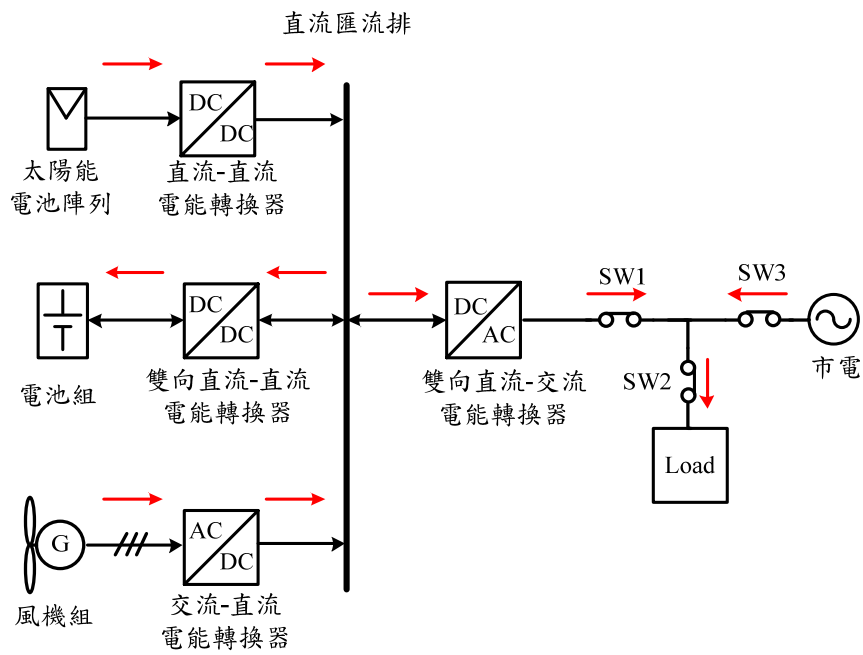 直流匯流排
DC
DC
太陽能
電池陣列
直流-直流
電能轉換器
DC
DC
電池組
雙向直流-直流
電能轉換器
DC
AC
雙向直流-交流
電能轉換器
SW1
SW3
SW2
市電
Load
G
AC
DC
風機組
交流-直流
電能轉換器